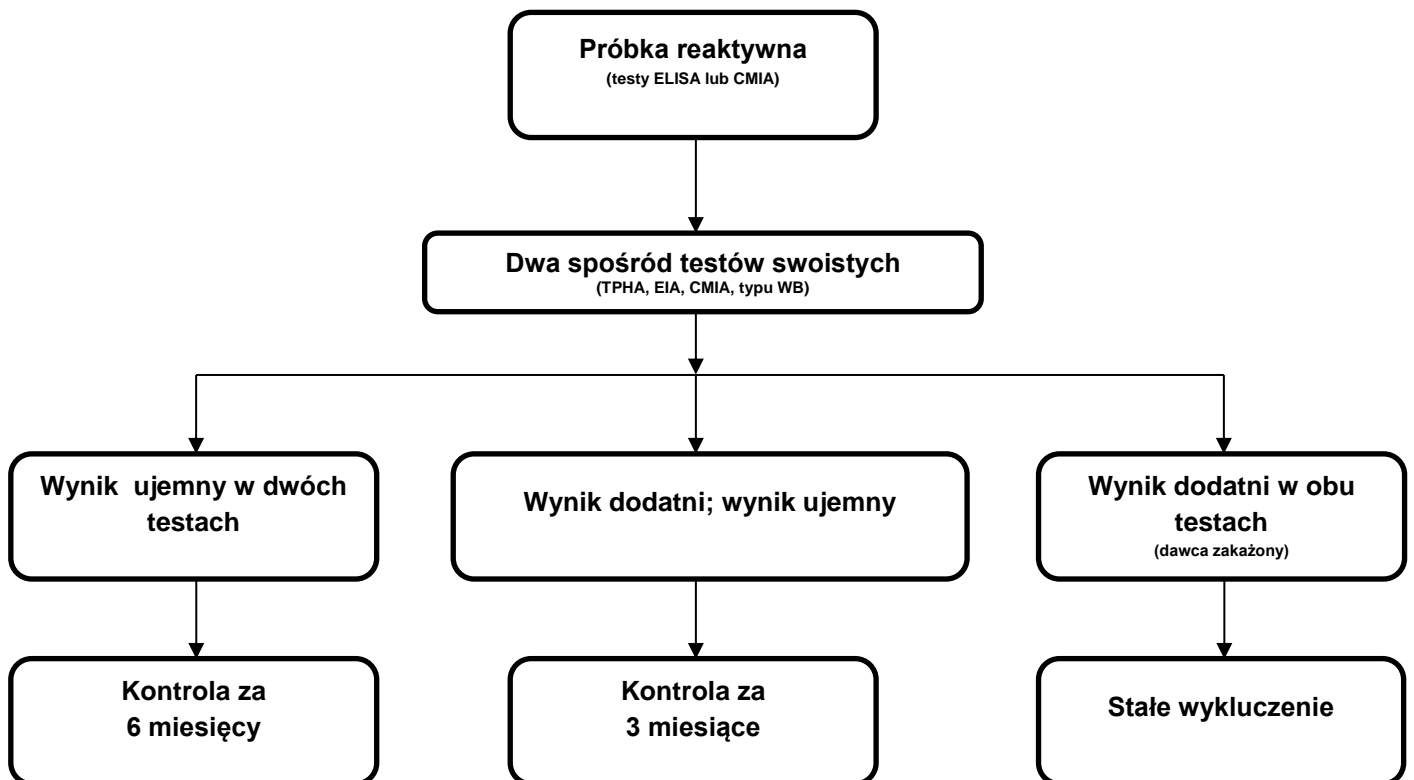 Próbka reaktywna
(testy ELISA lub CMIA)
Dwa spośród testów swoistych
(TPHA, EIA, CMIA, typu WB)
Wynik ujemny w dwóch
testach
Wynik dodatni; wynik ujemny
Wynik dodatni w obu
testach
(dawca zakażony)
Kontrola za
6 miesięcy
Kontrola za
3 miesiące
Stałe wykluczenie